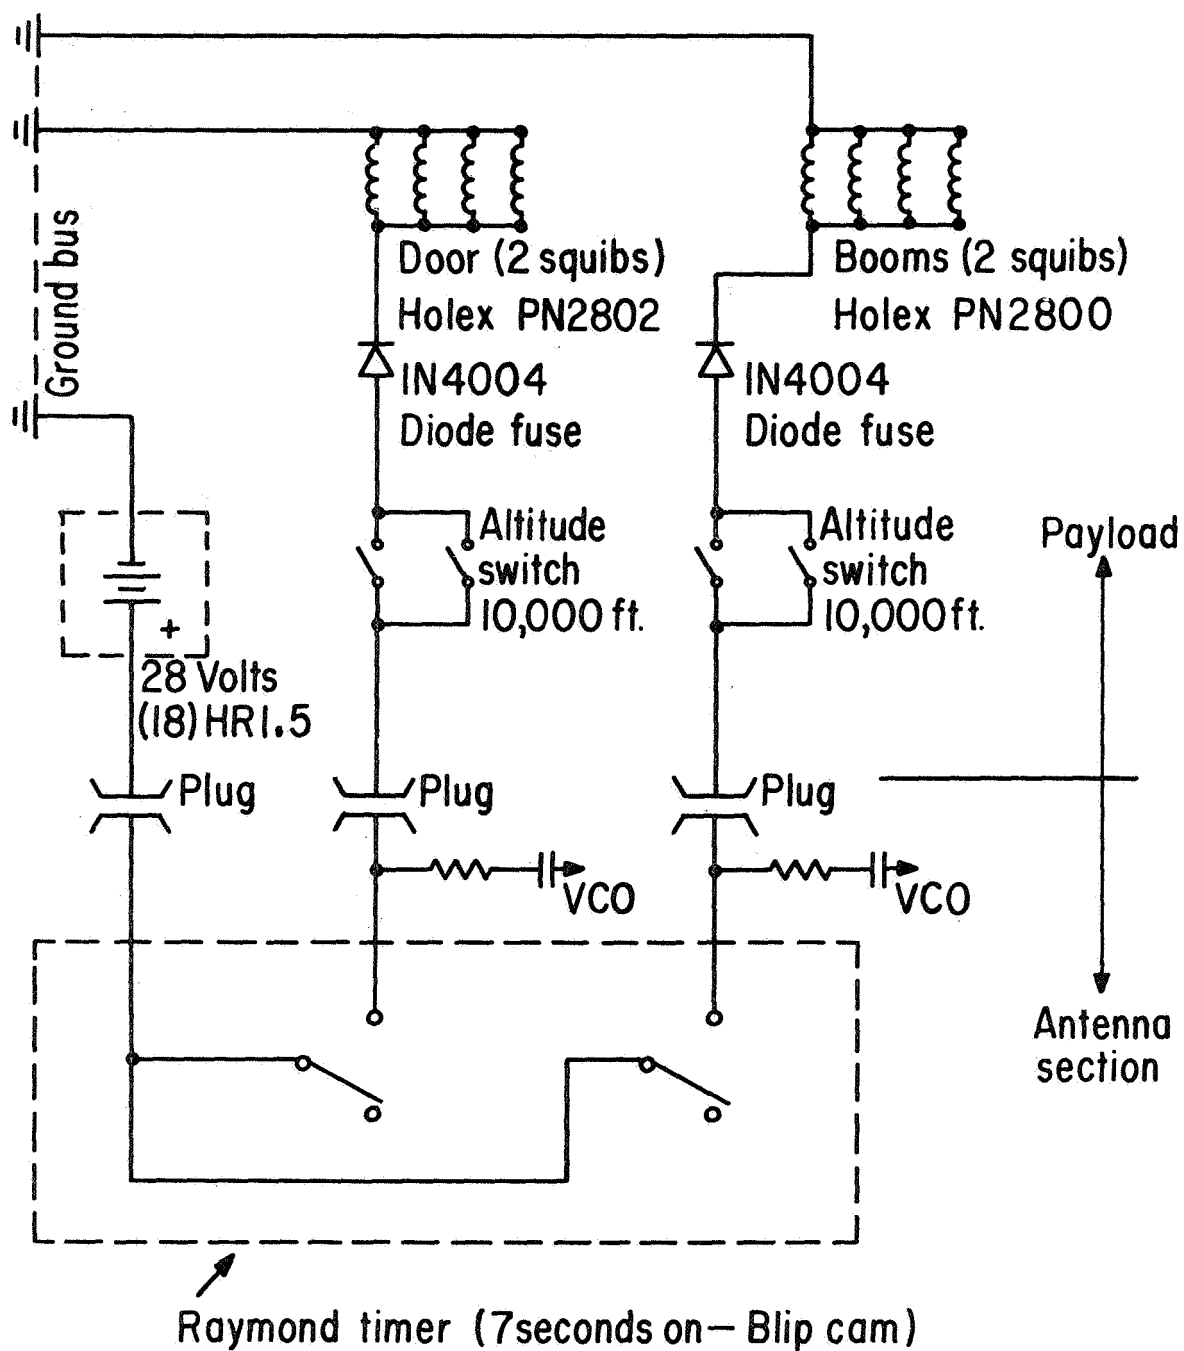 Ground bus
Door (2 squibs)
Holex PN2802
Booms (2 squibs)
Holex PN2800
IN4004
Diode fuse
IN4004
Diode fuse
Altitude
switch
10,000 ft.
Altitude
switch
10,000 ft.
Payload
+
28 Volts
(18) HR1.5
Plug
Plug
Plug
VCO
VCO
Antenna
section
Raymond timer (7seconds on – Blip cam)